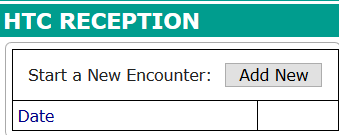 HTC RECEPTION
Start a New Encounter: Add New
Date